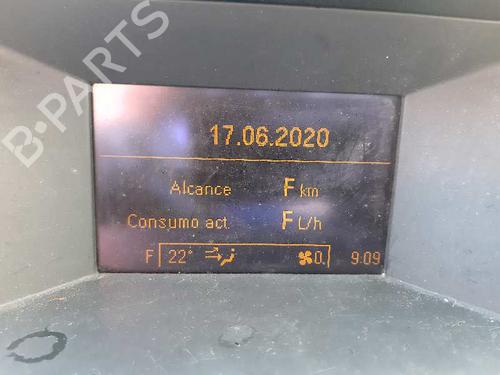 B-PARTS
17.06.2020
Alcance F km
Consumo act. F L/h
F 22° 0. 9:09